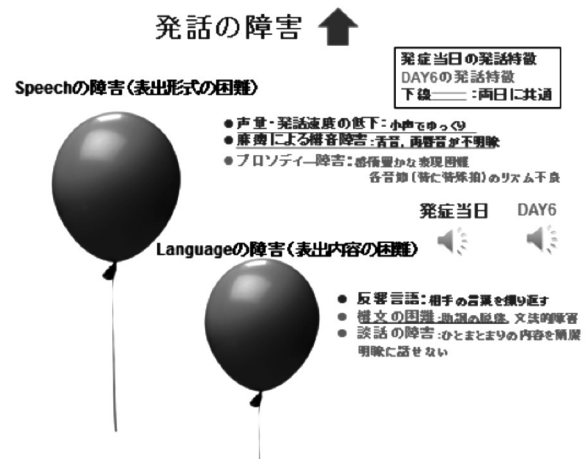 発話の障害
発症当日の発話特徴
DAY6の発話特徴
下線 :両日に共通
Speechの障害(表出形式の困難)
●声量・発話速度の低下:小声でゆっくり
●麻痺による構音障害:舌音，両唇音が不明瞭
●プロソディー障害:感情豊かな表現困難
各音節(特に特殊拍)のリズム不良
発症当日 DAY6
Languageの障害(表出内容の困難)
● 反響言語:相手の言葉を繰り返す
● 構文の困難:助詞の脱落，文法的障害
● 談話の障害:ひとまとまりの内容を簡潔
明瞭に話せない